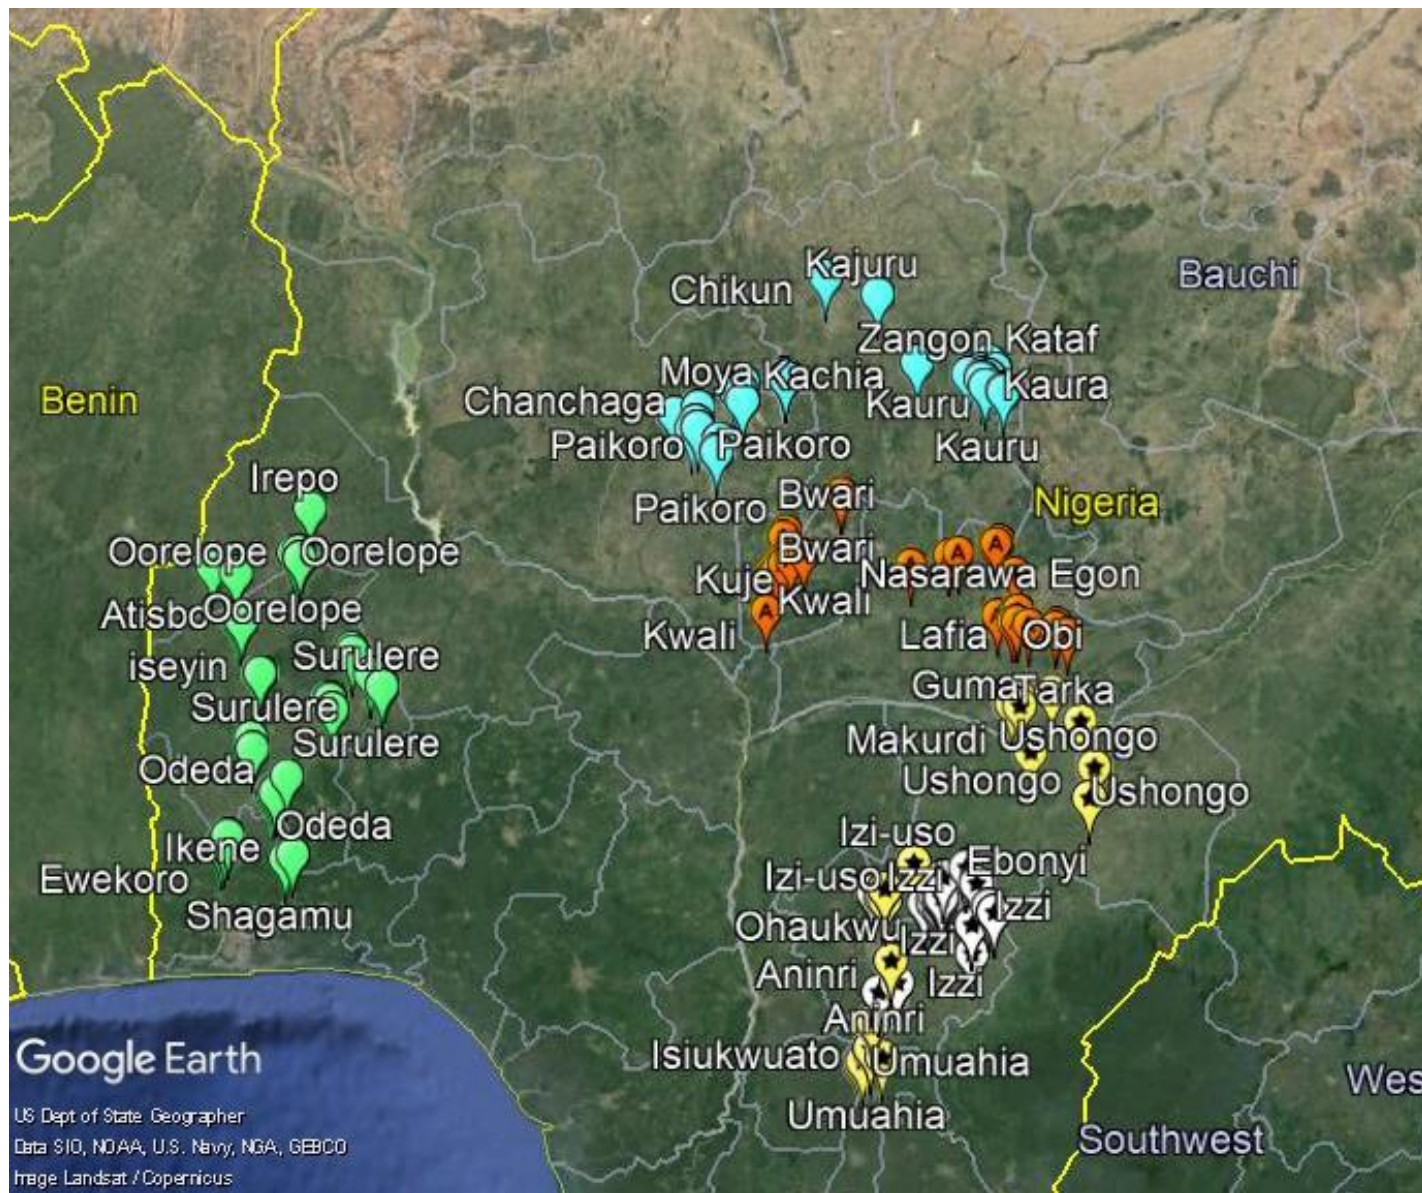 Kajuru
Bauchi
Chikun
Zangon Kataf
Moya
Kachia
Kaura
Benin
Chanchaga
Kauru
Paikoro
Paikoro
Kauru
Irepo
Bwari
Paikoro
Nigeria
Oorelope
Oorelope
Bwari
Kuje
Nasarawa Egon
Kwali
Atisbo
Oorelope
Kwali
Lafia
Obi
iseyin
Surulere
Guma
Tarka
Surulere
Surulere
Makurdi
Ushongo
Odeda
Ushongo
Ushongo
Odeda
Izi-uso
Ikene
Ebonyi
Ewekoro
Izi-uso
Izzi
Izzi
Shagamu
Ohaukwu
Izzi
Aninri
Izzi
Aninri
Google Earth
Isiukwuato
Umuahia
Wes
US Dept of State Geographer
Umuahia
Southwest
Data SIO, NOAA, U.S. Navy, NGA, GEBCO
Image Landsat / Copernicus
A
A
A
A
A